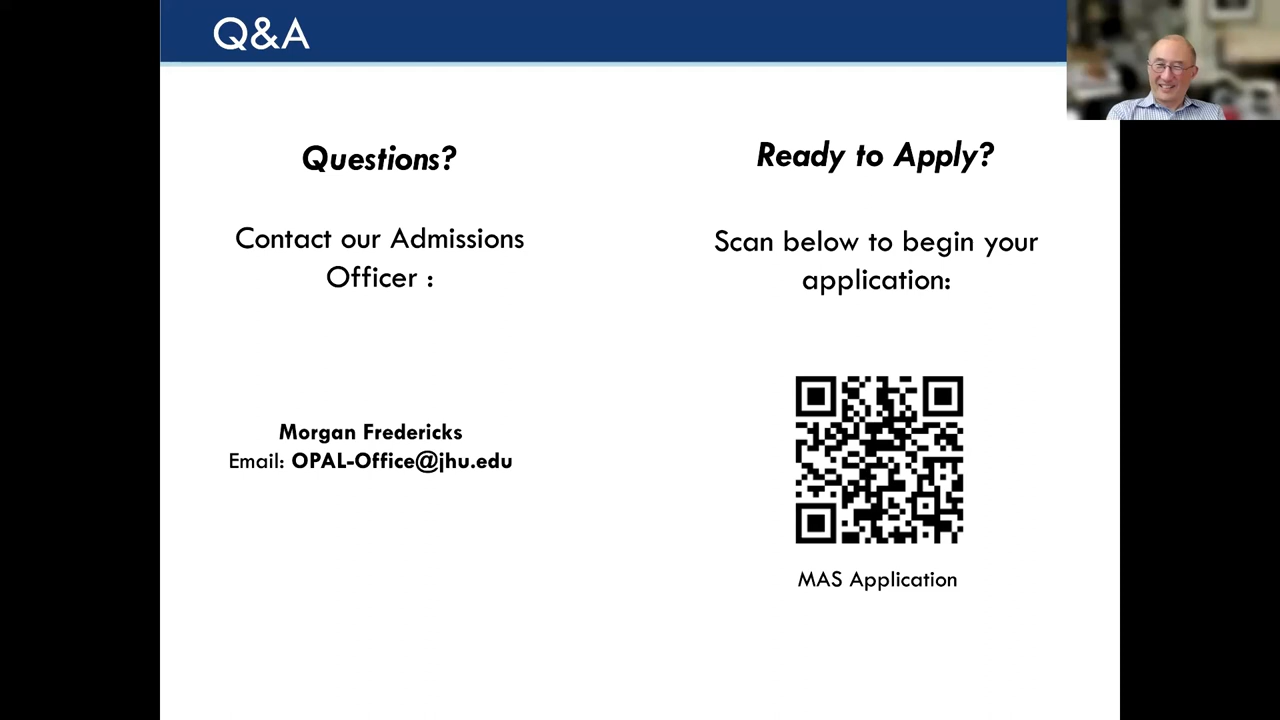 Q&A
Questions?
Contact our Admissions
Officer :
Morgan Fredericks
Email: OPAL-Office@jhu.edu
Ready to Apply?
Scan below to begin your
application:
MAS Application